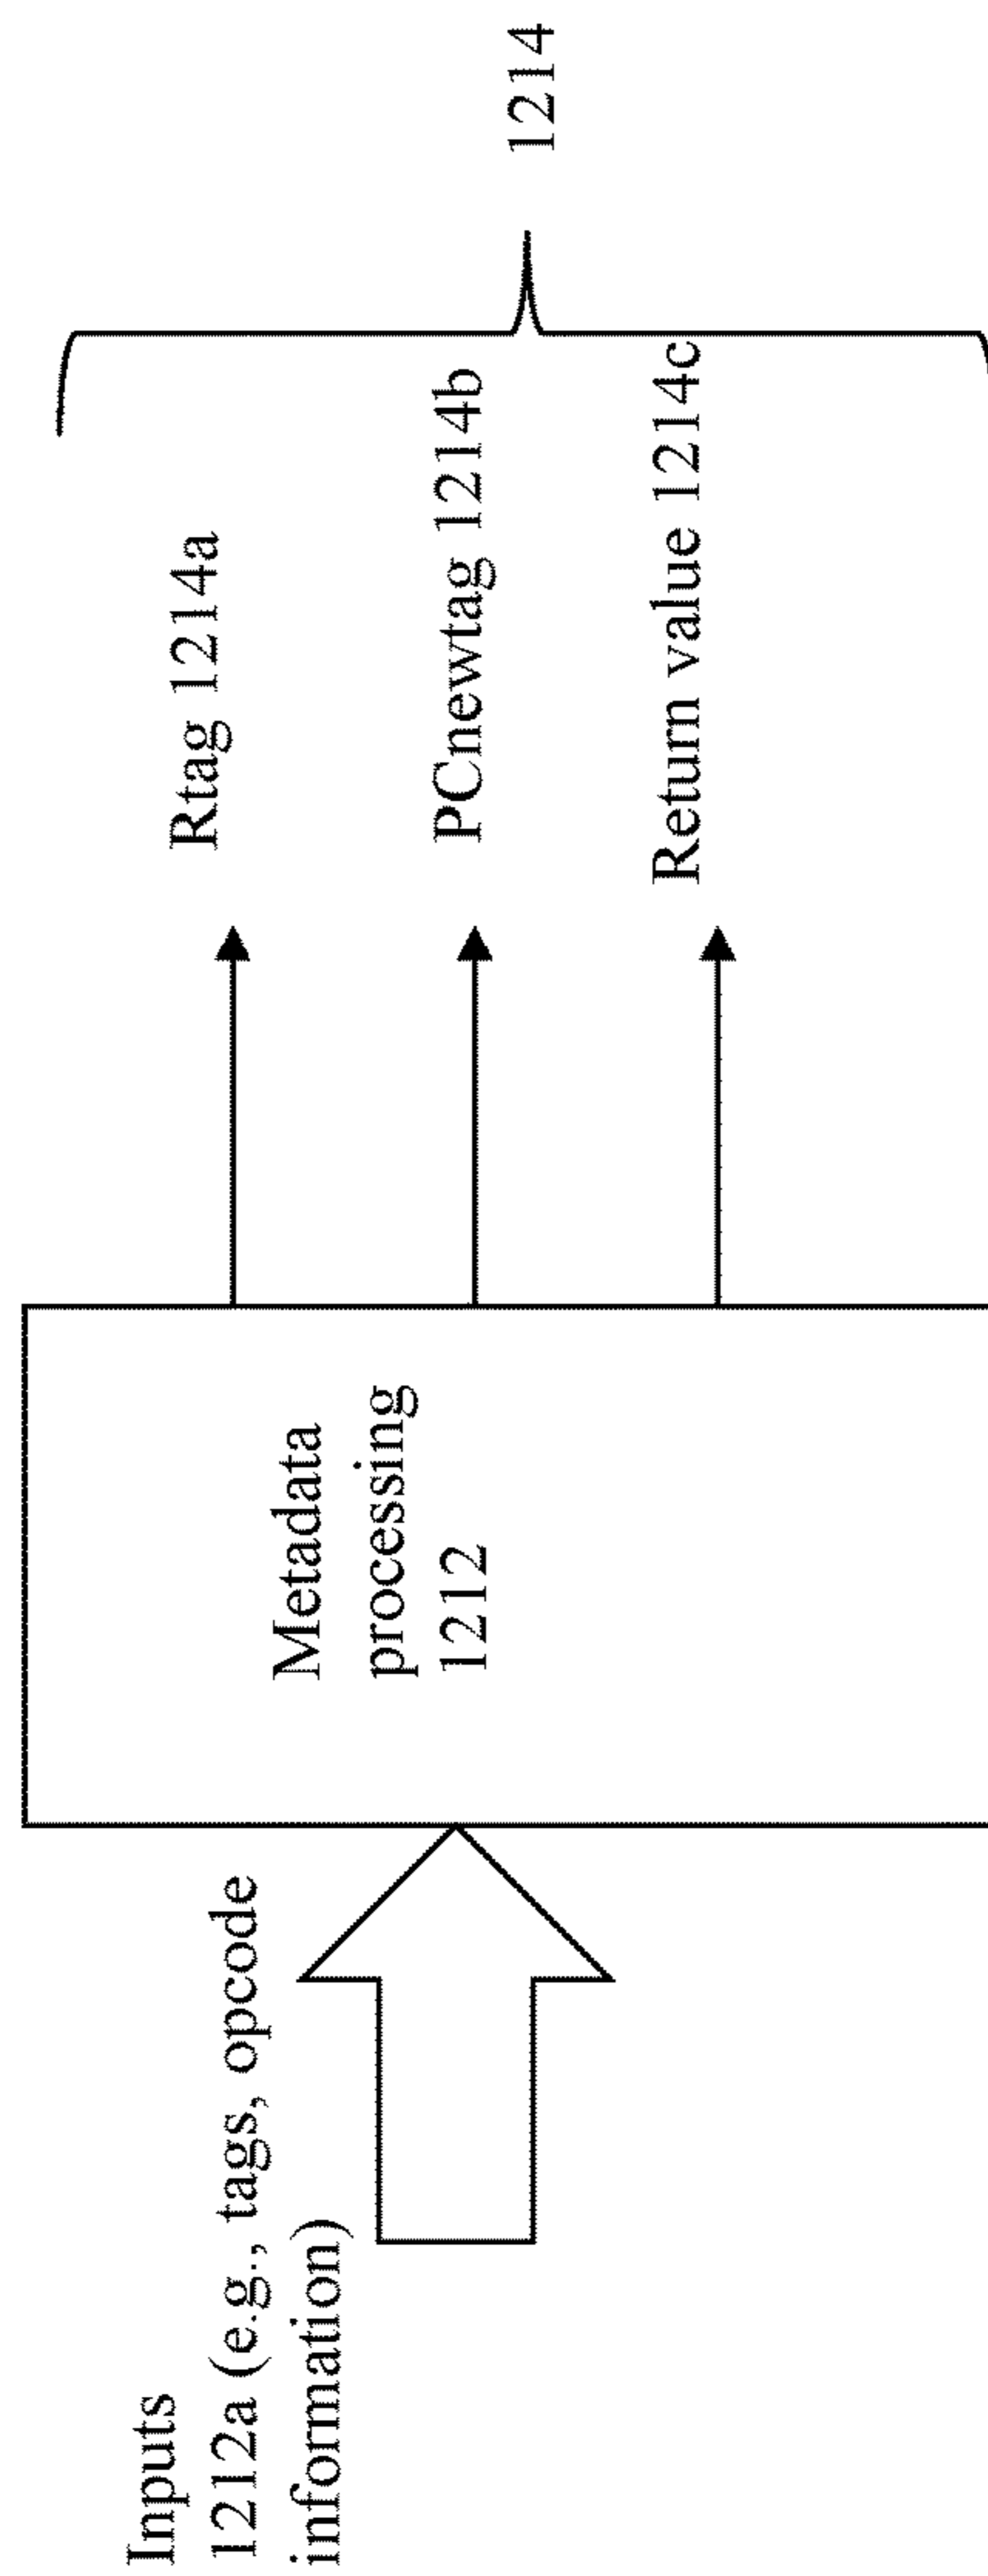 Inputs
1212a (e.g., tags, opcode
information)
Metadata
processing
1212
Rtag 1214a
PCnewtag 1214b
Return value 1214c
1214